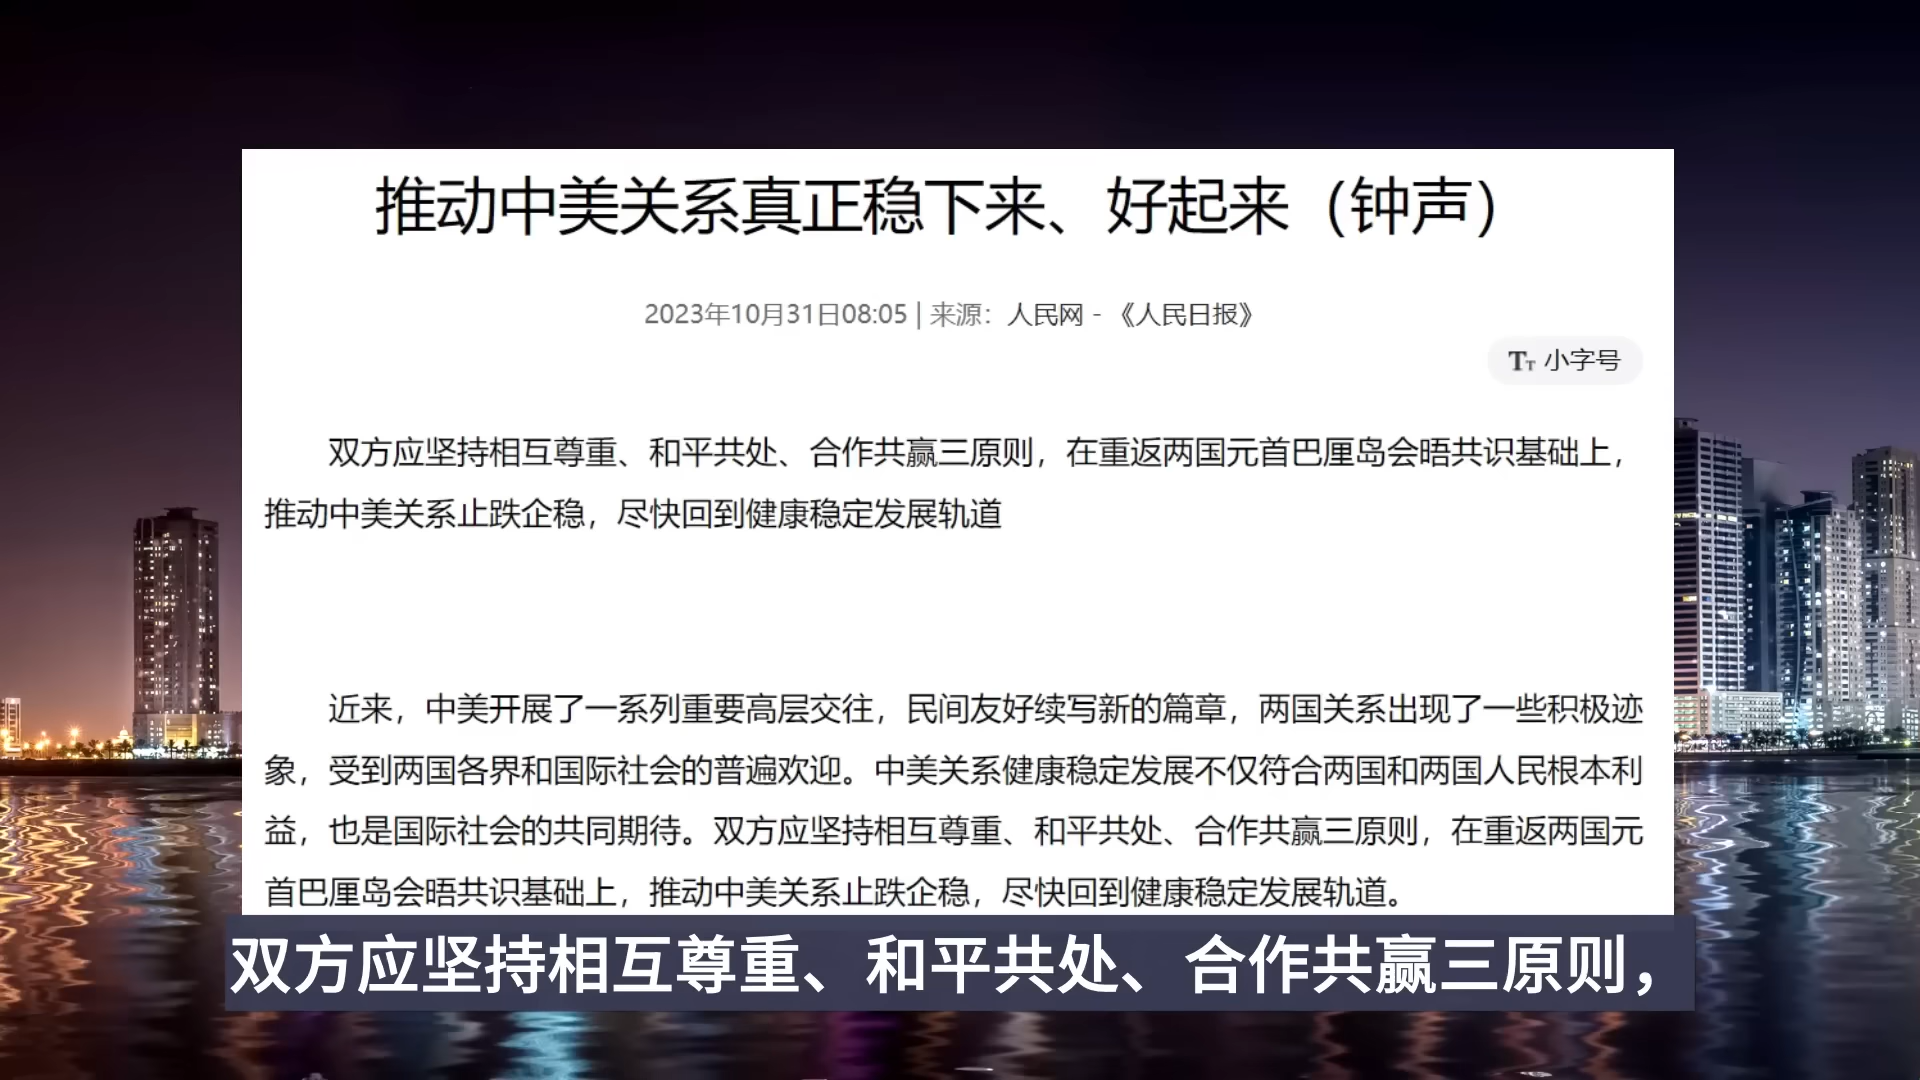 推动中美关系真正稳下来、好起来（钟声）
2023年10月31日08:05 | 来源：人民网－《人民日报》
TT 小字号
双方应坚持相互尊重、和平共处、合作共赢三原则，在重返两国元首巴厘岛会晤共识基础上，
推动中美关系止跌企稳，尽快回到健康稳定发展轨道
近来，中美开展了一系列重要高层交往，民间友好续写新的篇章，两国关系出现了一些积极迹
象，受到两国各界和国际社会的普遍欢迎。中美关系健康稳定发展不仅符合两国和两国人民根本利
益，也是国际社会的共同期待。双方应坚持相互尊重、和平共处、合作共赢三原则，在重返两国元
首巴厘岛会晤共识基础上，推动中美关系止跌企稳，尽快回到健康稳定发展轨道。
双方应坚持相互尊重、和平共处、合作共赢三原则，